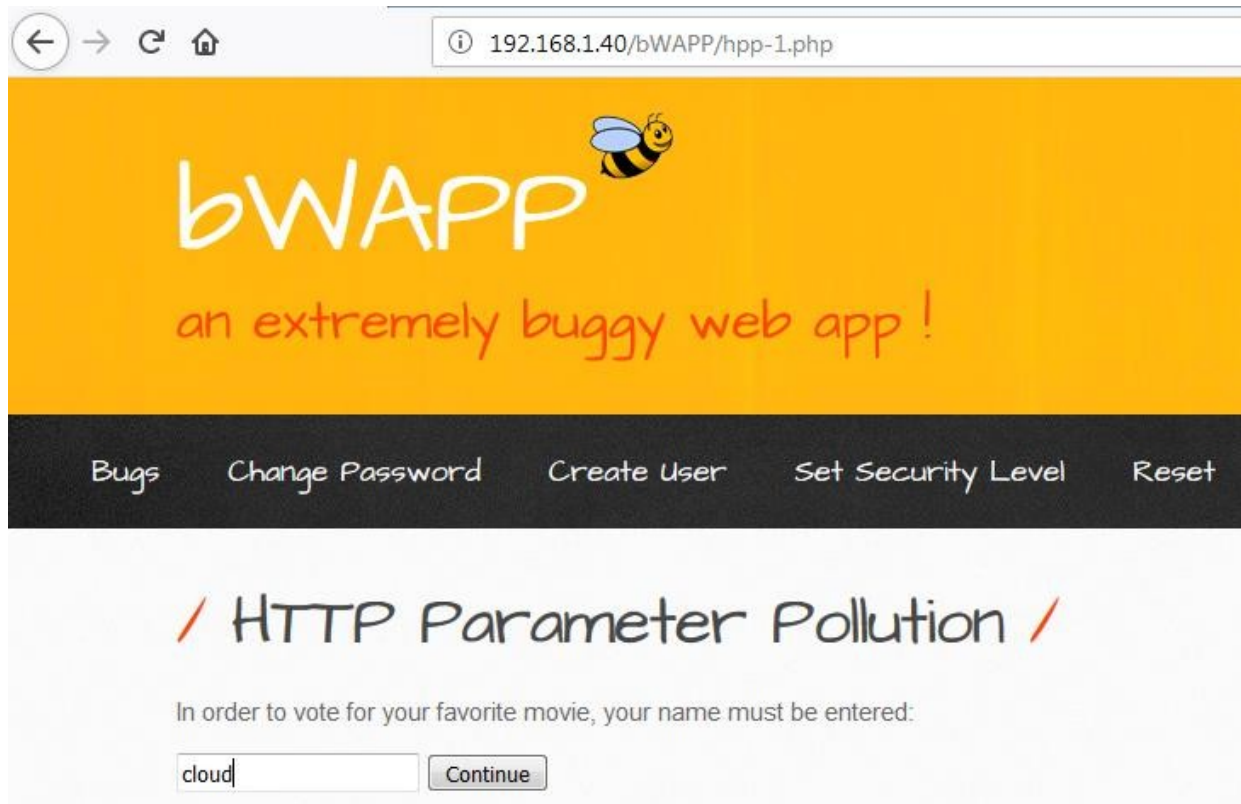 192.168.1.40/bWAPP/hpp-1.php
bWAPP
an extremely buggy web app !
Bugs Change Password Create User Set Security Level Reset
/ HTTP Parameter Pollution /
In order to vote for your favorite movie, your name must be entered:
cloud Continue